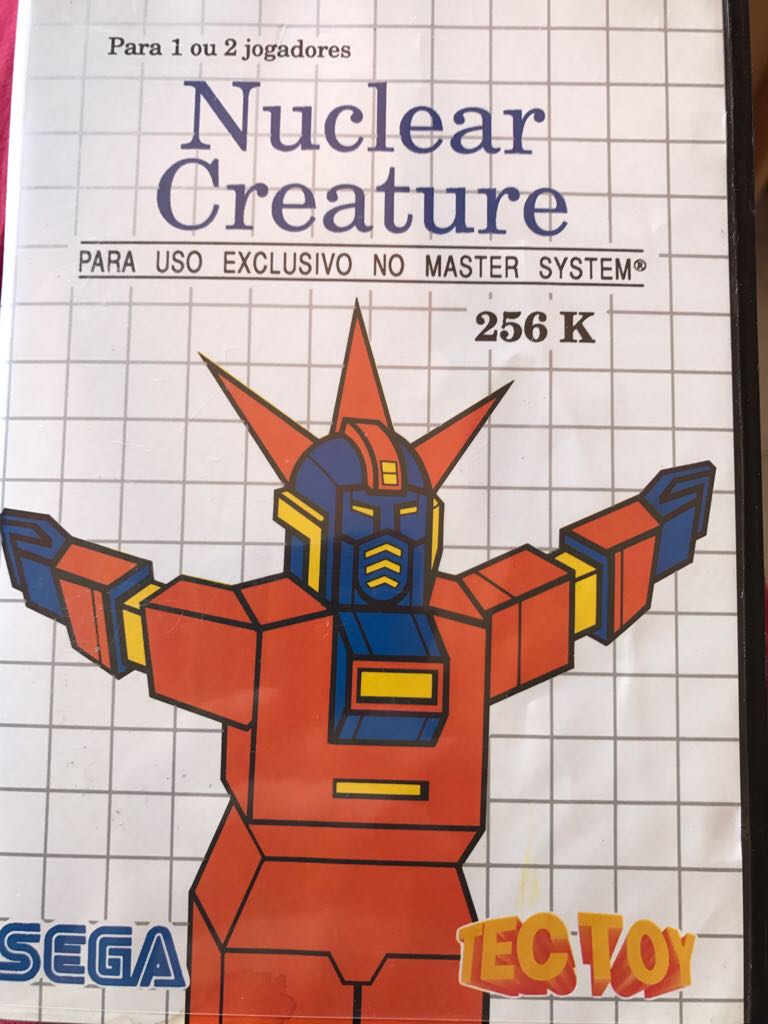 Para 1 ou 2 jogadores
Nuclear
Creature
PARA USO EXCLUSIVO NO MASTER SYSTEM®
256 K
SEGA
TEC TOY